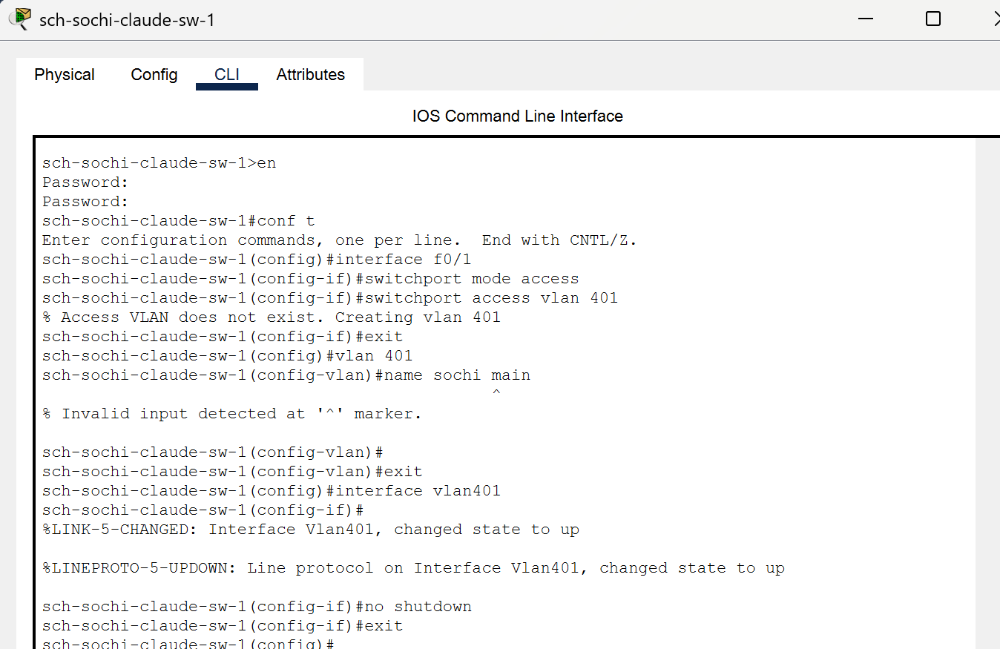 sch-sochi-claude-sw-1
Physical Config CLI Attributes
IOS Command Line Interface
sch-sochi-claude-sw-1>en
Password:
Password:
sch-sochi-claude-sw-1#conf t
Enter configuration commands, one per line.  End with CNTL/Z.
sch-sochi-claude-sw-1(config)#interface f0/1
sch-sochi-claude-sw-1(config-if)#switchport mode access
sch-sochi-claude-sw-1(config-if)#switchport access vlan 401
% Access VLAN does not exist. Creating vlan 401
sch-sochi-claude-sw-1(config-if)#exit
sch-sochi-claude-sw-1(config)#vlan 401
sch-sochi-claude-sw-1(config-vlan)#name sochi main
^
% Invalid input detected at '^' marker.
sch-sochi-claude-sw-1(config-vlan)#
sch-sochi-claude-sw-1(config-vlan)#exit
sch-sochi-claude-sw-1(config)#interface vlan401
sch-sochi-claude-sw-1(config-if)#
%LINK-5-CHANGED: Interface Vlan401, changed state to up
%LINEPROTO-5-UPDOWN: Line protocol on Interface Vlan401, changed state to up
sch-sochi-claude-sw-1(config-if)#no shutdown
sch-sochi-claude-sw-1(config-if)#exit
sch-sochi-claude-sw-1(config)#